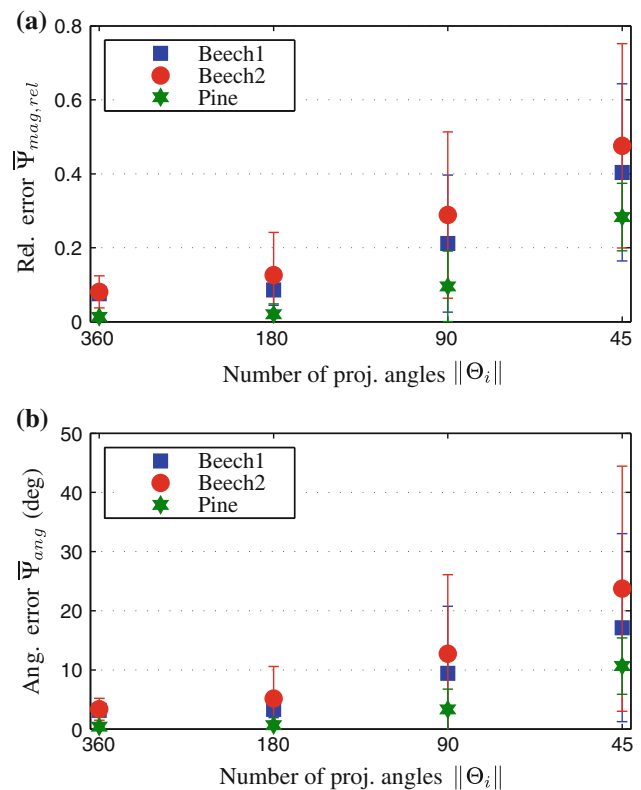 (a)
0.8
0.6
0.4
0.2
0
Rel. error Ψ̅mag,rel
Beech1
Beech2
Pine
360
180
90
45
Number of proj. angles ‖Θi‖
(b)
50
40
30
20
10
0
Ang. error Ψ̅ang (deg)
Beech1
Beech2
Pine
360
180
90
45
Number of proj. angles ‖Θi‖